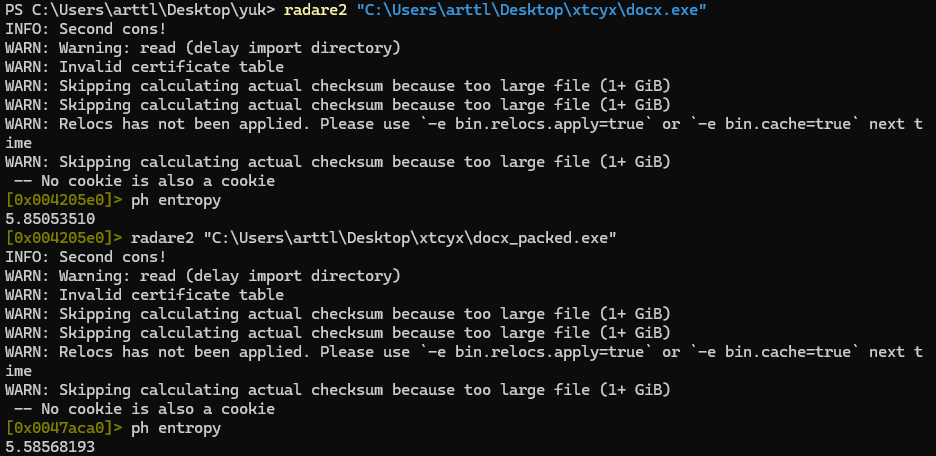 PS C:\Users\arttl\Desktop\yuk> radare2 "C:\Users\arttl\Desktop\xtcyx\docx.exe"
INFO: Second cons!
WARN: Warning: read (delay import directory)
WARN: Invalid certificate table
WARN: Skipping calculating actual checksum because too large file (1+ GiB)
WARN: Skipping calculating actual checksum because too large file (1+ GiB)
WARN: Relocs has not been applied. Please use `-e bin.relocs.apply=true` or `-e bin.cache=true` next t
ime
WARN: Skipping calculating actual checksum because too large file (1+ GiB)
 -- No cookie is also a cookie
[0x004205e0]> ph entropy
5.85053510
[0x004205e0]> radare2 "C:\Users\arttl\Desktop\xtcyx\docx_packed.exe"
INFO: Second cons!
WARN: Warning: read (delay import directory)
WARN: Invalid certificate table
WARN: Skipping calculating actual checksum because too large file (1+ GiB)
WARN: Skipping calculating actual checksum because too large file (1+ GiB)
WARN: Relocs has not been applied. Please use `-e bin.relocs.apply=true` or `-e bin.cache=true` next t
ime
WARN: Skipping calculating actual checksum because too large file (1+ GiB)
 -- No cookie is also a cookie
[0x0047aca0]> ph entropy
5.58568193